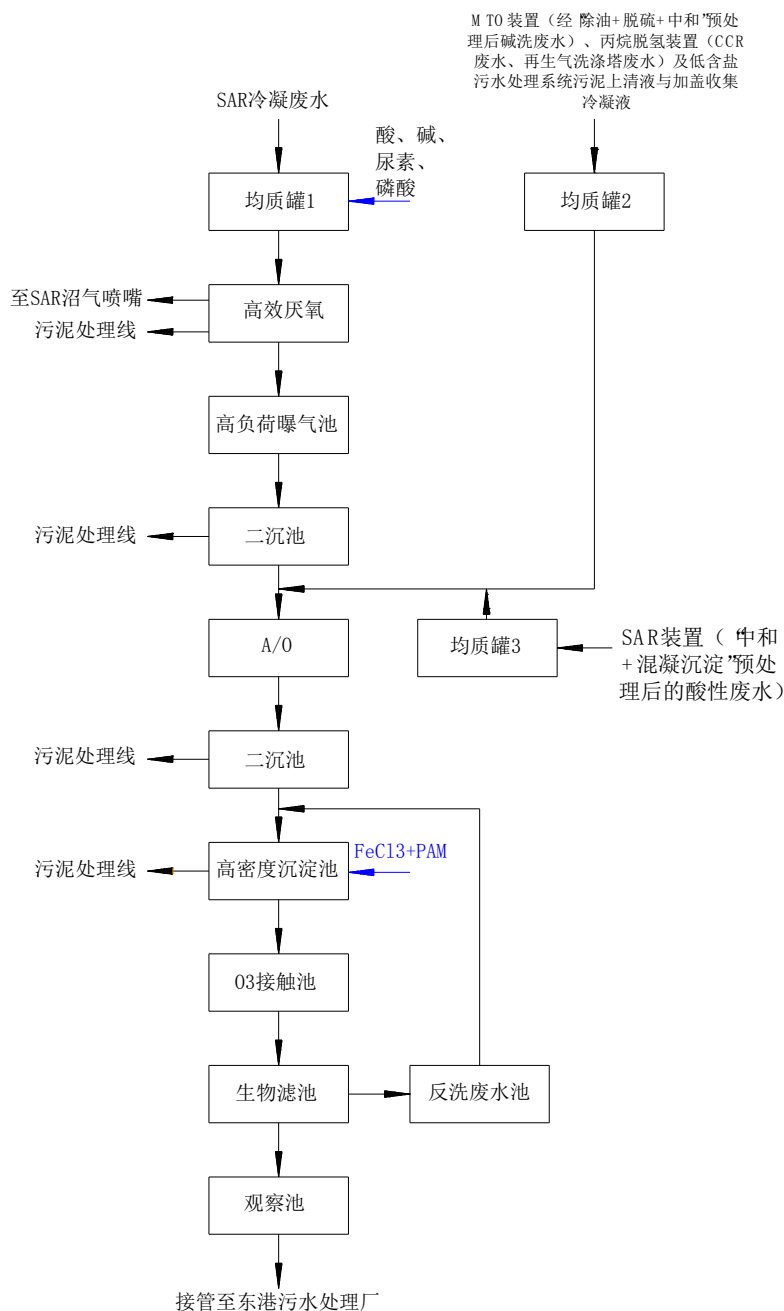 M TO 装置（经“除油+脱硫+中和”预处
理后碱洗废水）、丙烷脱氢装置（CCR
废水、再生气洗涤塔废水）及低含盐
污水处理系统污泥上清液与加盖收集
冷凝液
SAR冷凝废水
酸、碱、
尿素、
磷酸
均质罐1
均质罐2
至SAR沼气喷嘴
高效厌氧
污泥处理线
高负荷曝气池
污泥处理线
二沉池
A/O
均质罐3
SAR装置（“中和
+混凝沉淀”预处
理后的酸性废水）
污泥处理线
二沉池
FeCl3+PAM
污泥处理线
高密度沉淀池
O3接触池
生物滤池
反洗废水池
观察池
接管至东港污水处理厂